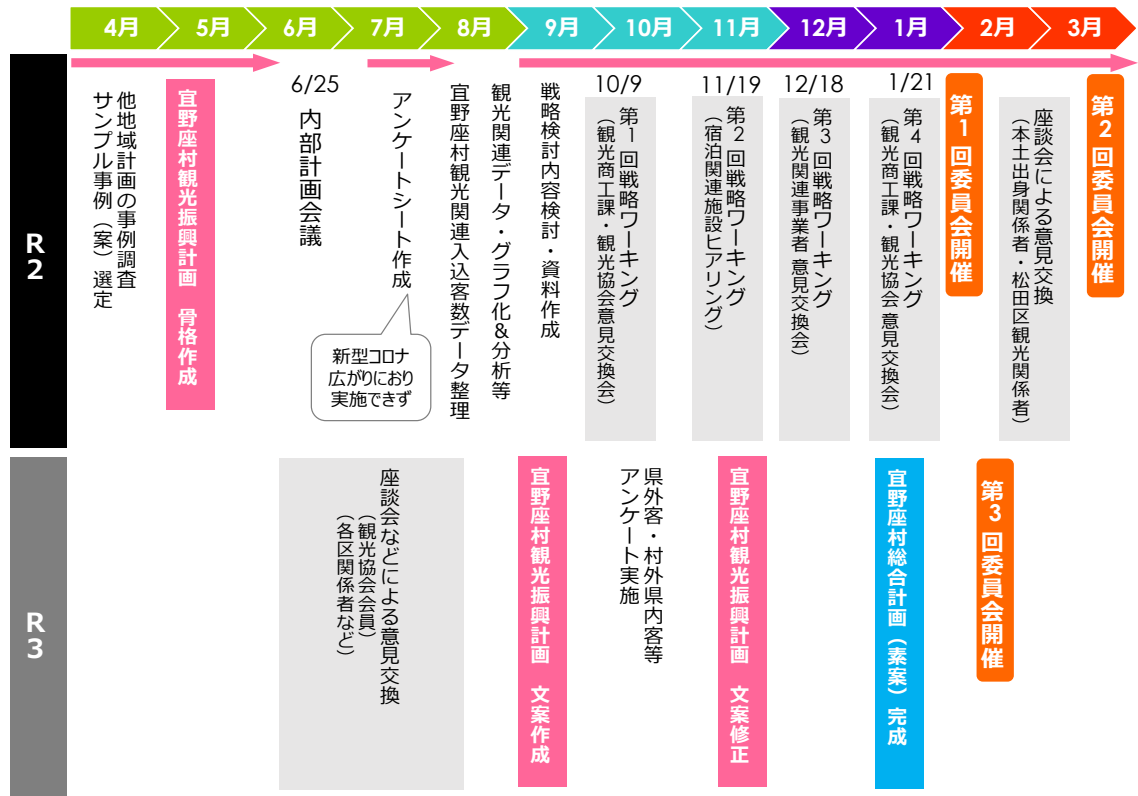 4月
5月
6月
7月
8月
9月
10月
11月
12月
1月
2月
3月
R2
他地域計画の事例調査
サンプル事例（案）選定
宜野座村観光振興計画　骨格作成
6/25
内部計画会議
アンケートシート作成
新型コロナ
広がりにおり
実施できず
宜野座村観光関連入込客数データ整理
観光関連データ・グラフ化&分析等
戦略検討内容検討・資料作成
10/9
第1回戦略ワーキング
（観光商工課・観光協会意見交換会）
11/19
第2回戦略ワーキング
（宿泊関連施設ヒアリング）
12/18
第3回戦略ワーキング
（観光関連事業者 意見交換会）
1/21
第4回戦略ワーキング
（観光商工課・観光協会 意見交換会）
第1回委員会開催
座談会による意見交換
（本土出身関係者・松田区観光関係者）
第2回委員会開催
R3
座談会などによる意見交換
（観光協会会員）
（各区関係者など）
宜野座村観光振興計画　文案作成
県外客・村外県内客等
アンケート実施
宜野座村観光振興計画　文案修正
宜野座村総合計画（素案）完成
第3回委員会開催